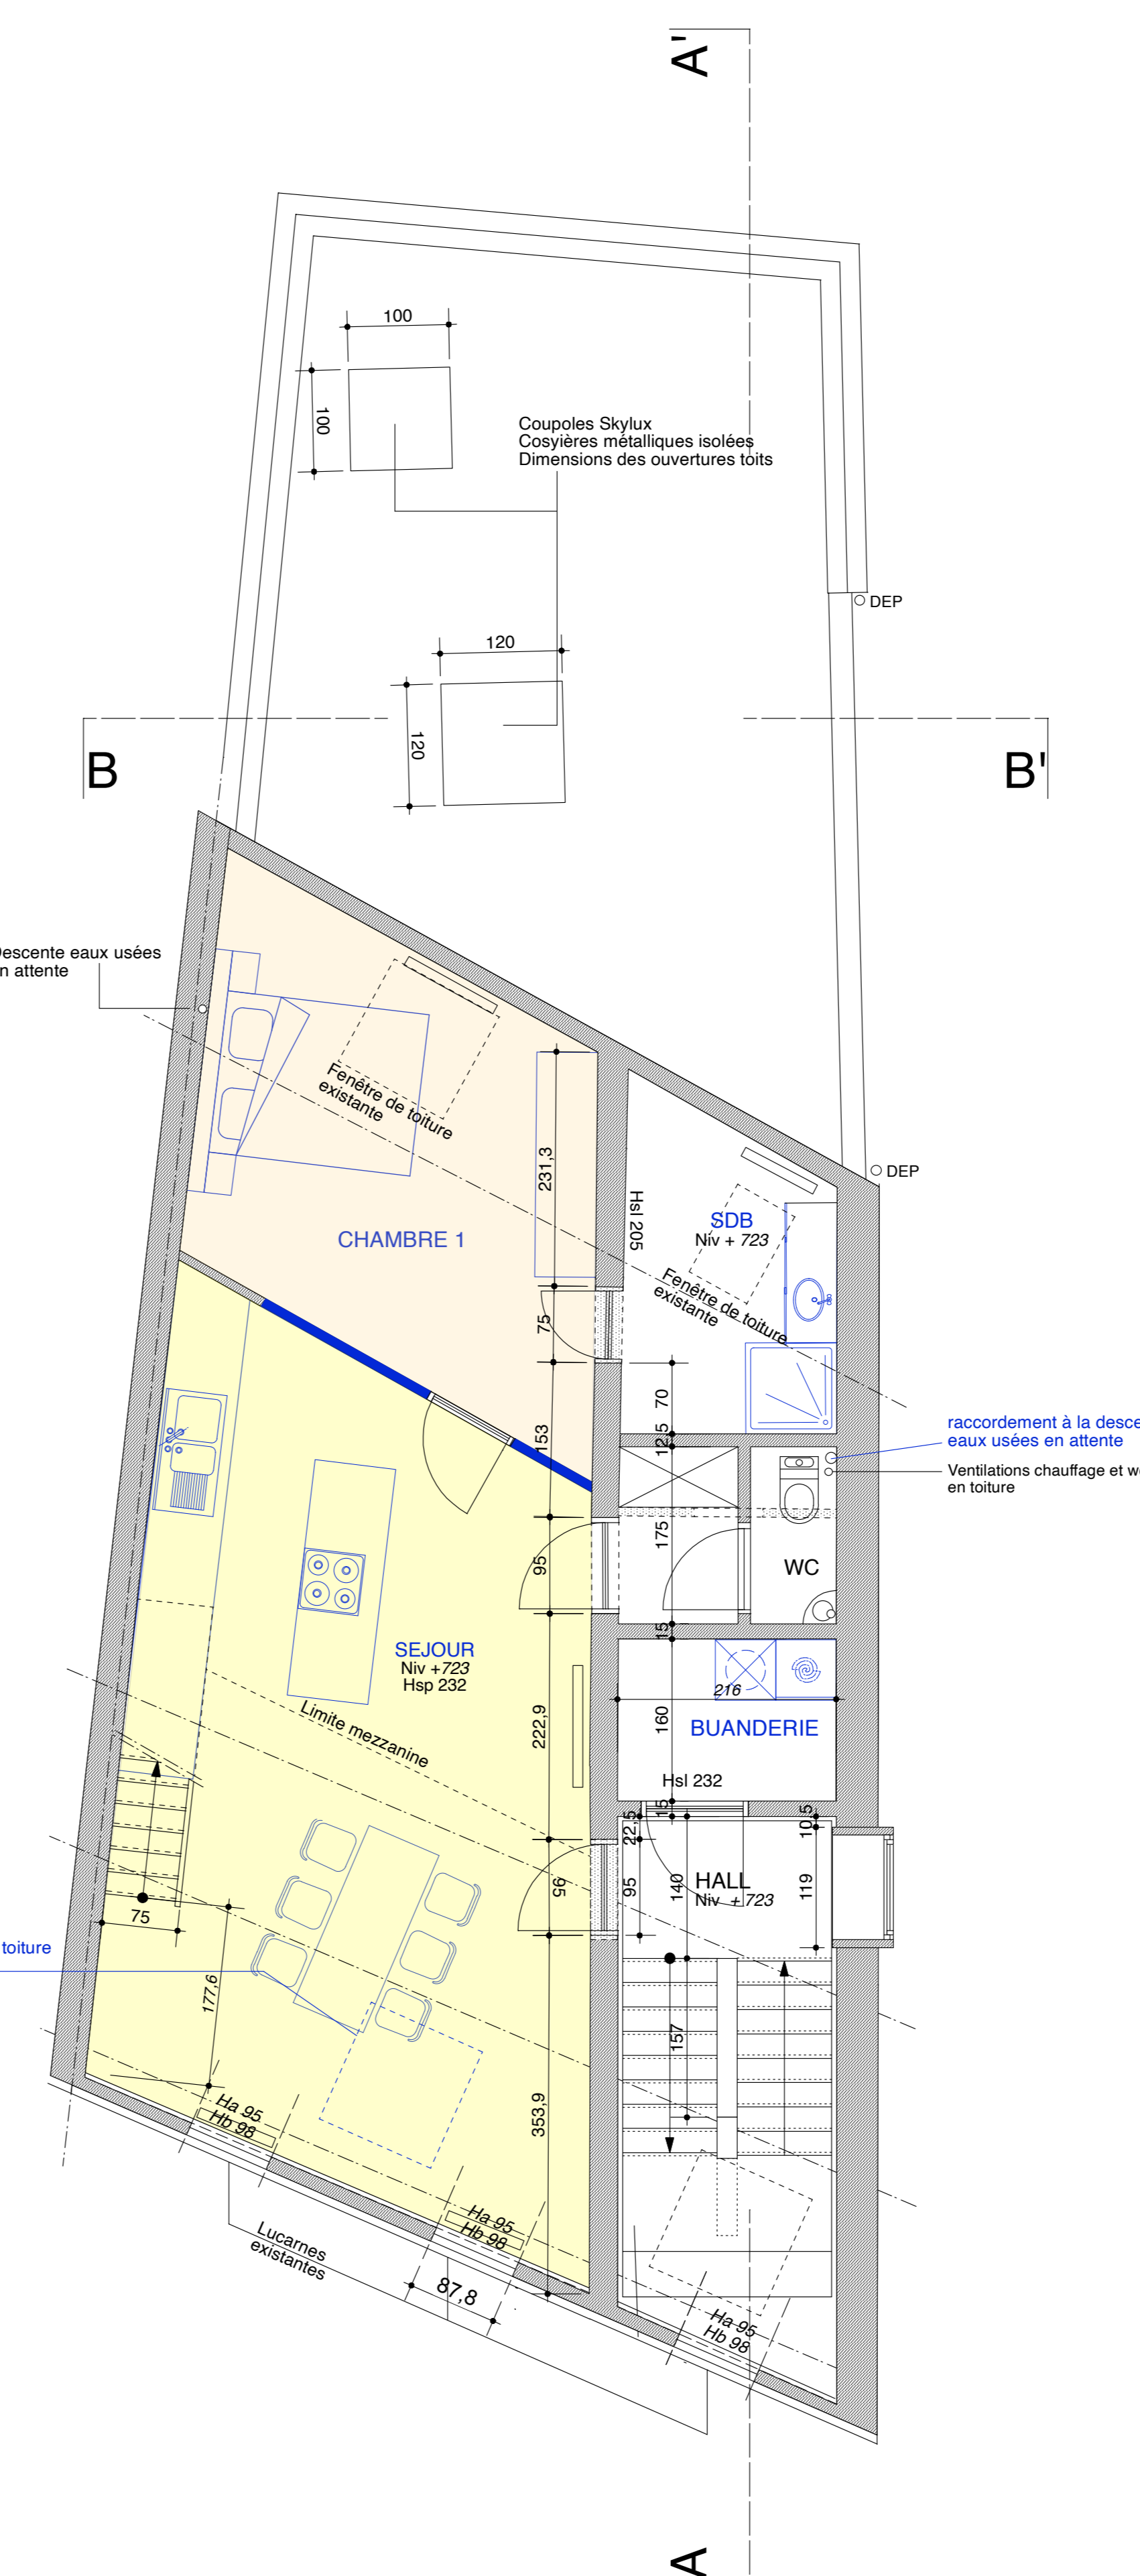 A'
100
100
Coupoles Skylux
Cosyières métalliques isolées
Dimensions des ouvertures toits
DEP
120
120
B
B'
Descente eaux usées
en attente
Fenêtre de toiture
existante
231,3
DEP
Hsl 205
SDB
Niv + 723
CHAMBRE 1
Fenêtre de toiture
existante
75
70
153
12,5
raccordement à la desce
eaux usées en attente
Ventilations chauffage et w
en toiture
175
95
WC
15
SEJOUR
Niv +723
Hsp 232
216
Limite mezzanine
222,9
160
BUANDERIE
Hsl 232
15
22,5
10,5
HALL
Niv + 723
95
95
140
119
75
toiture
177,6
157
Ha 95
Hb 98
353,9
Ha 95
Hb 98
Lucarnes
existantes
87,8
Ha 95
Hb 98
A